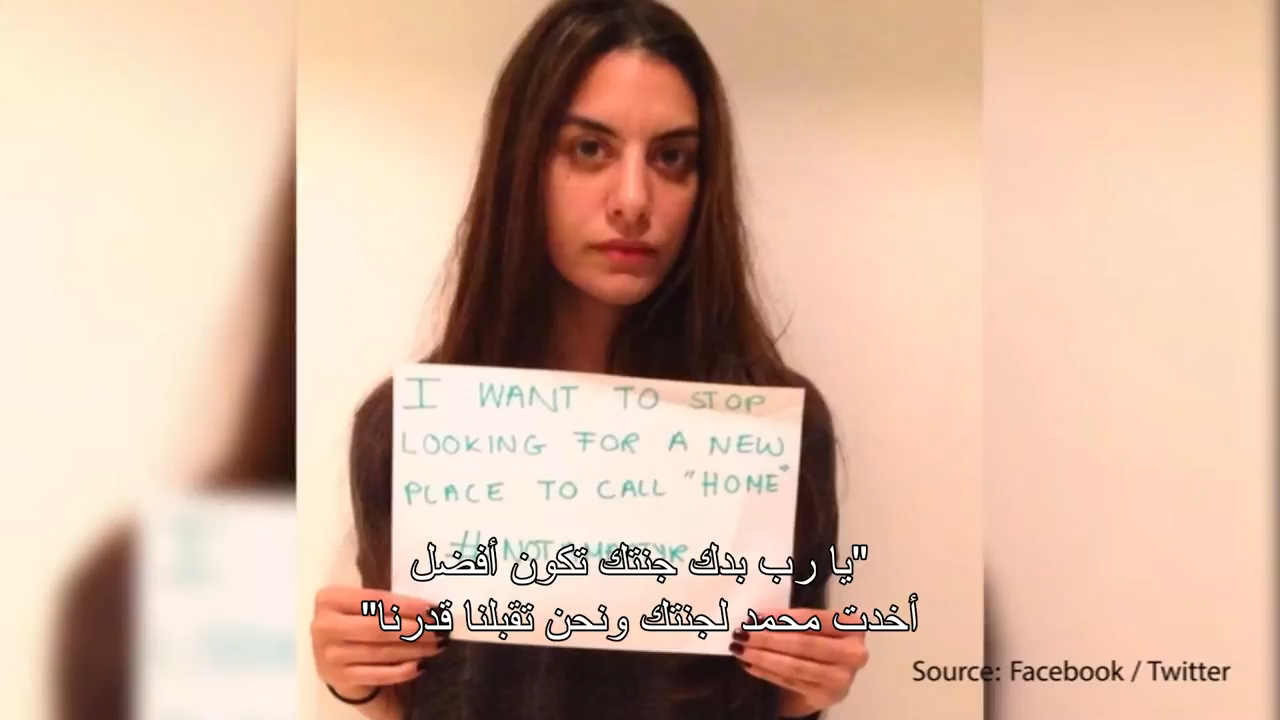 I WANT TO STOP
LOOKING FOR A NEW
PLACE TO CALL "HOME"
"يا رب بدك جنتك تكون أفضل
أخدت محمد لجنتك ونحن تقبلنا قدرنا"
Source: Facebook / Twitter